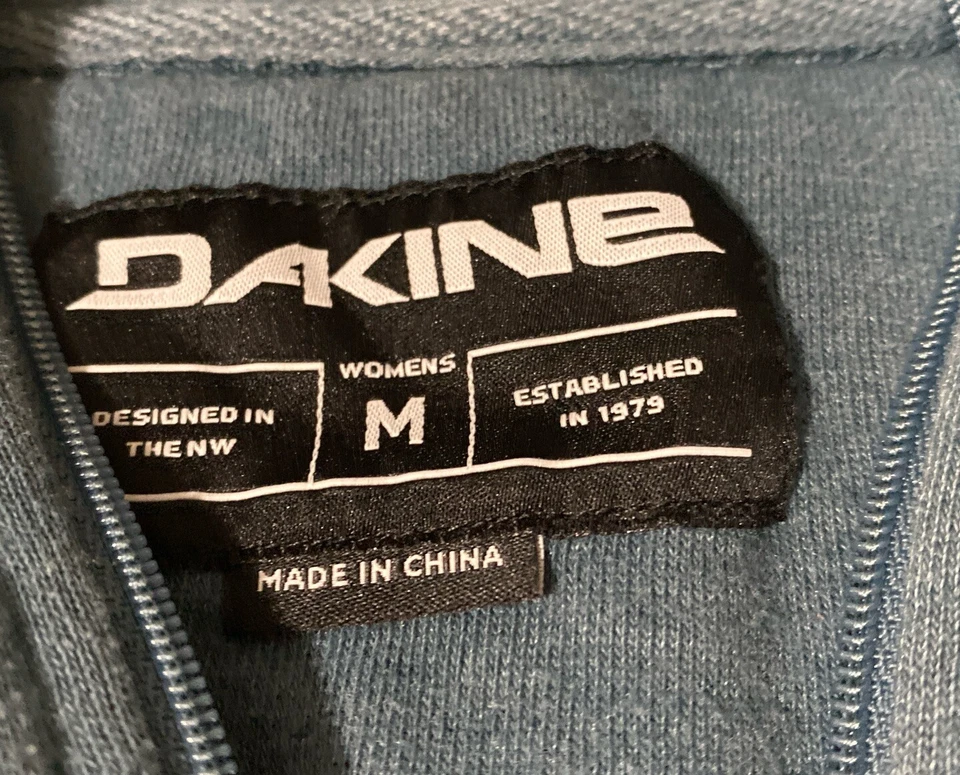 DAKINE
WOMENS
M
DESIGNED IN
THE NW
ESTABLISHED
IN 1979
MADE IN CHINA